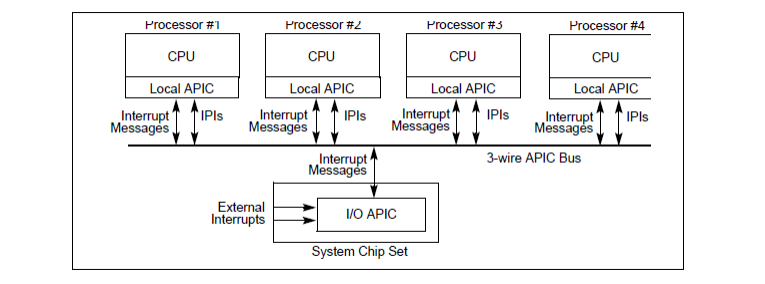 Processor #1
Processor #2
Processor #3
Processor #4
CPU
CPU
CPU
CPU
Local APIC
Local APIC
Local APIC
Local APIC
Interrupt
Messages
IPIs
Interrupt
Messages
IPIs
Interrupt
Messages
IPIs
Interrupt
Messages
IPIs
3-wire APIC Bus
Interrupt
Messages
External
Interrupts
I/O APIC
System Chip Set